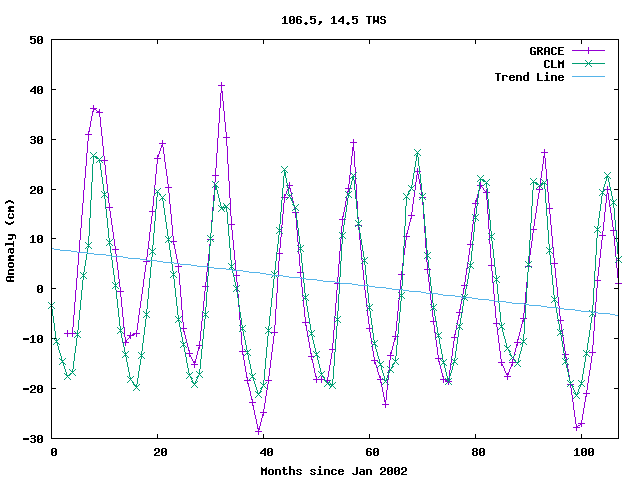 106.5, 14.5 TWS
GRACE
CLM
Trend Line
Anomaly (cm)
50
40
30
20
10
0
-10
-20
-30
0 20 40 60 80 100
Months since Jan 2002